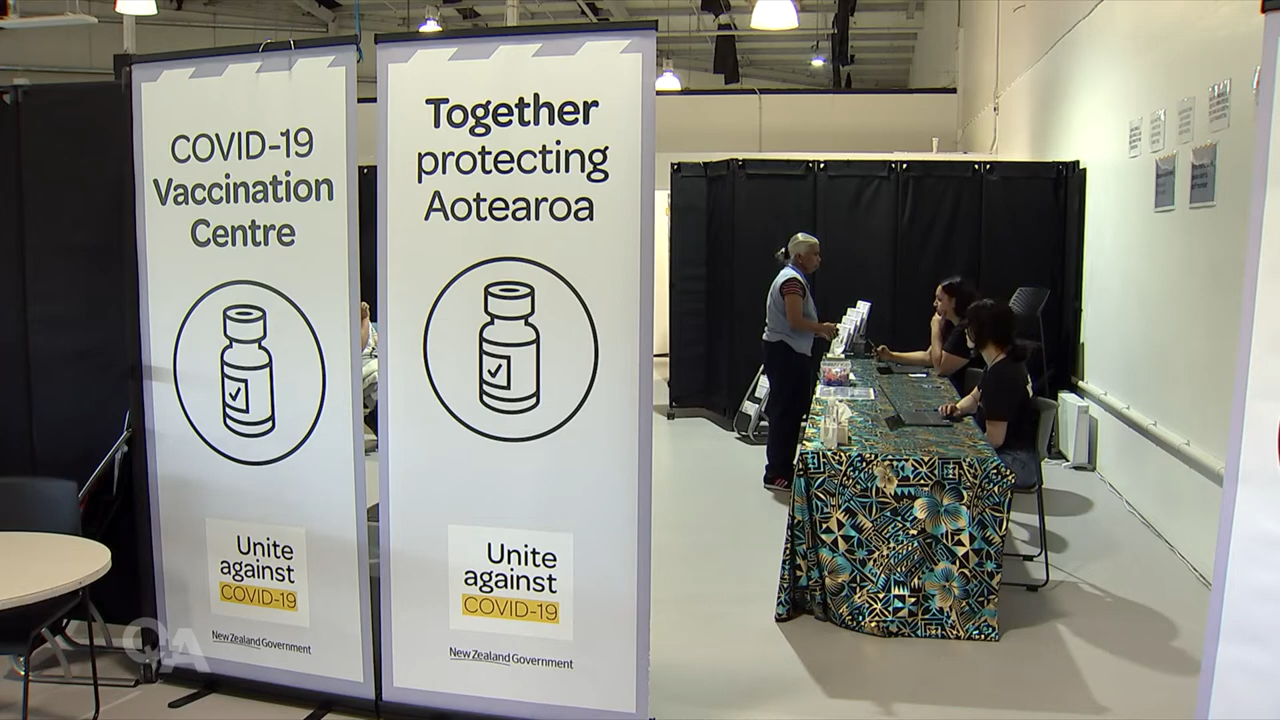 COVID-19
Vaccination
Centre
Unite
against
COVID-19
New Zealand Government
Together
protecting
Aotearoa
Unite
against
COVID-19
New Zealand Government
Q+A